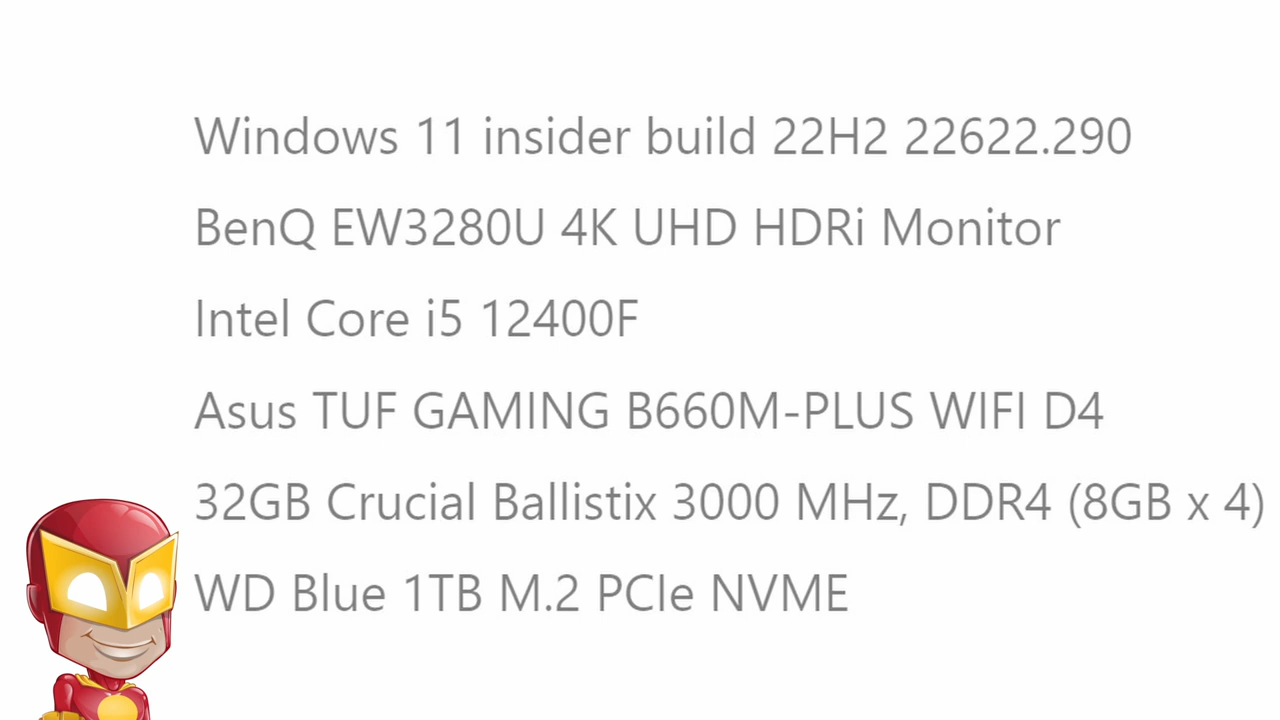 Windows 11 insider build 22H2 22622.290
BenQ EW3280U 4K UHD HDRi Monitor
Intel Core i5 12400F
Asus TUF GAMING B660M-PLUS WIFI D4
32GB Crucial Ballistix 3000 MHz, DDR4 (8GB x 4)
WD Blue 1TB M.2 PCIe NVME